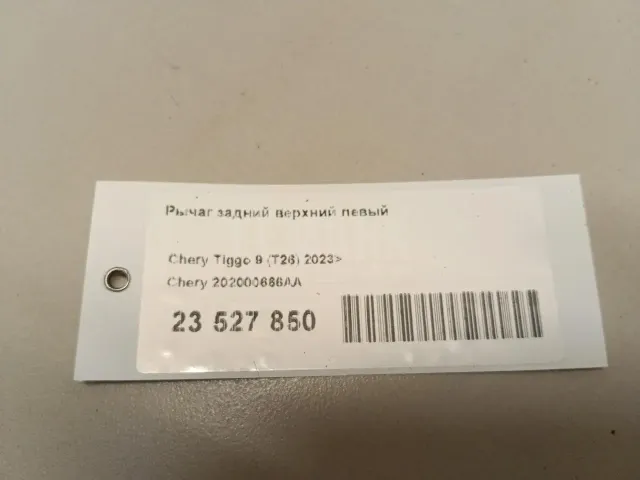 Рычаг задний верхний левый
Chery Tiggo 9 (T26) 2023>
Chery 202000686AA
23 527 850